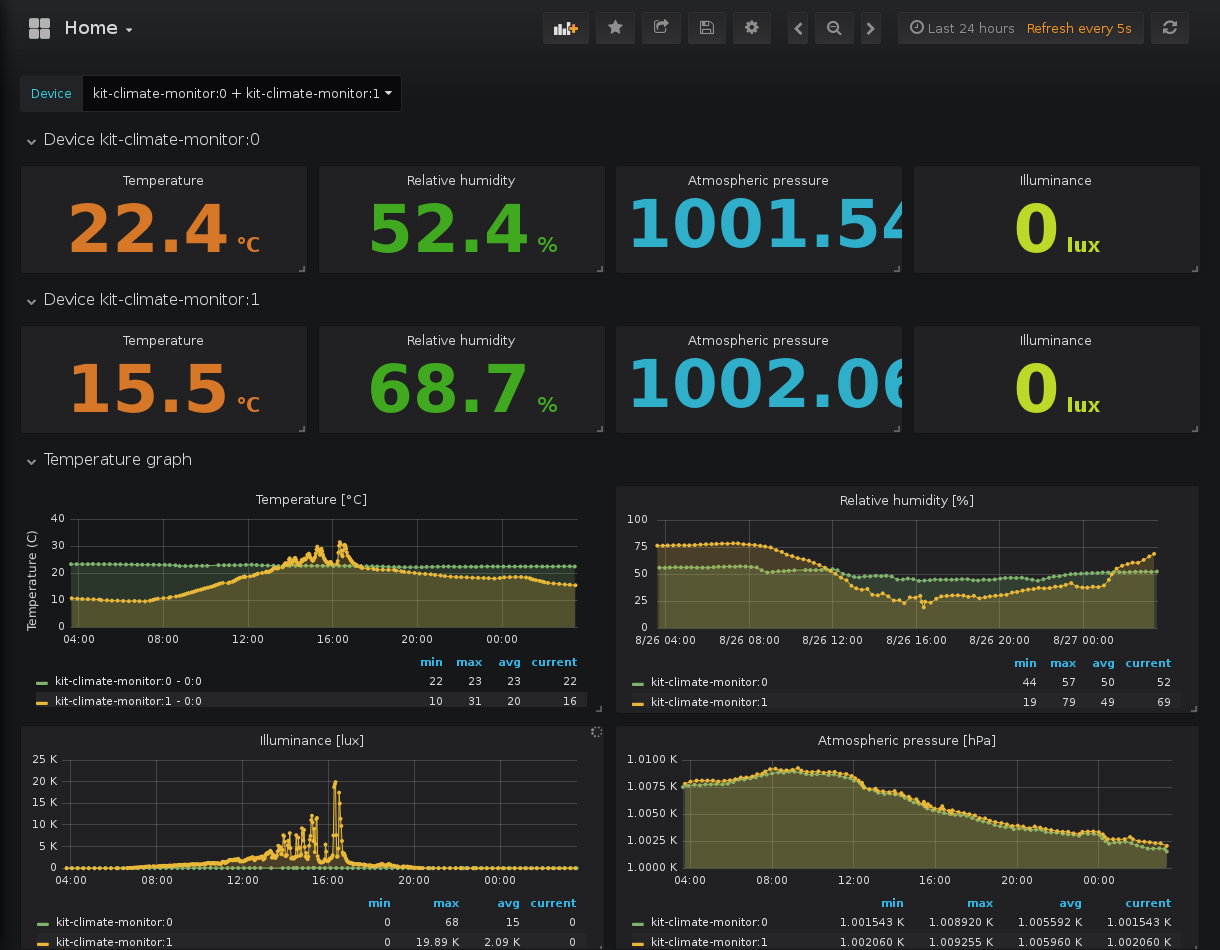 Home
Last 24 hours Refresh every 5s
Device kit-climate-monitor:0 + kit-climate-monitor:1
Device kit-climate-monitor:0
Temperature Relative humidity Atmospheric pressure Illuminance
22.4 °C 52.4 % 1001.54 0 lux
Device kit-climate-monitor:1
Temperature Relative humidity Atmospheric pressure Illuminance
15.5 °C 68.7 % 1002.06 0 lux
Temperature graph
Temperature [°C]
Temperature (C)
40
30
20
10
0
04:00 08:00 12:00 16:00 20:00 00:00
min max avg current
kit-climate-monitor:0 - 0:0 22 23 23 22
kit-climate-monitor:1 - 0:0 10 31 20 16
Relative humidity [%]
100
75
50
25
0
8/26 04:00 8/26 08:00 8/26 12:00 8/26 16:00 8/26 20:00 8/27 00:00
min max avg current
kit-climate-monitor:0 44 57 50 52
kit-climate-monitor:1 19 79 49 69
Illuminance [lux]
25 K
20 K
15 K
10 K
5 K
0
04:00 08:00 12:00 16:00 20:00 00:00
min max avg current
kit-climate-monitor:0 0 68 15 0
kit-climate-monitor:1 0 19.89 K 2.09 K 0
Atmospheric pressure [hPa]
1.0100 K
1.0075 K
1.0050 K
1.0025 K
1.0000 K
04:00 08:00 12:00 16:00 20:00 00:00
min max avg current
kit-climate-monitor:0 1.001543 K 1.008920 K 1.005592 K 1.001543 K
kit-climate-monitor:1 1.002060 K 1.009255 K 1.005960 K 1.002060 K